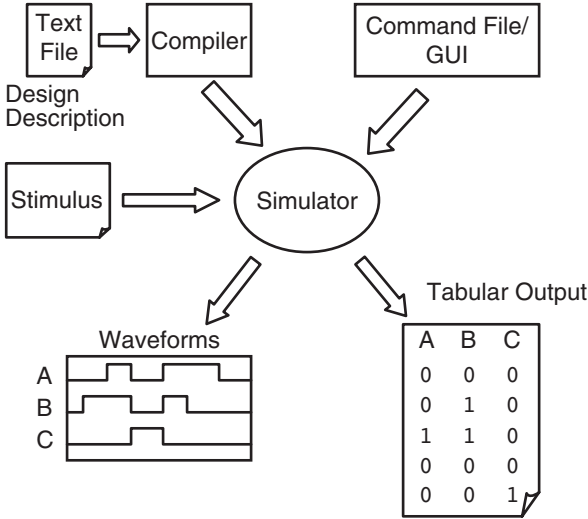 Text
File
Compiler
Command File/
GUI
Design
Description
Stimulus
Simulator
Tabular Output
Waveforms
A
B
C
A B C
0 0 0
0 1 0
1 1 0
0 0 0
0 0 1